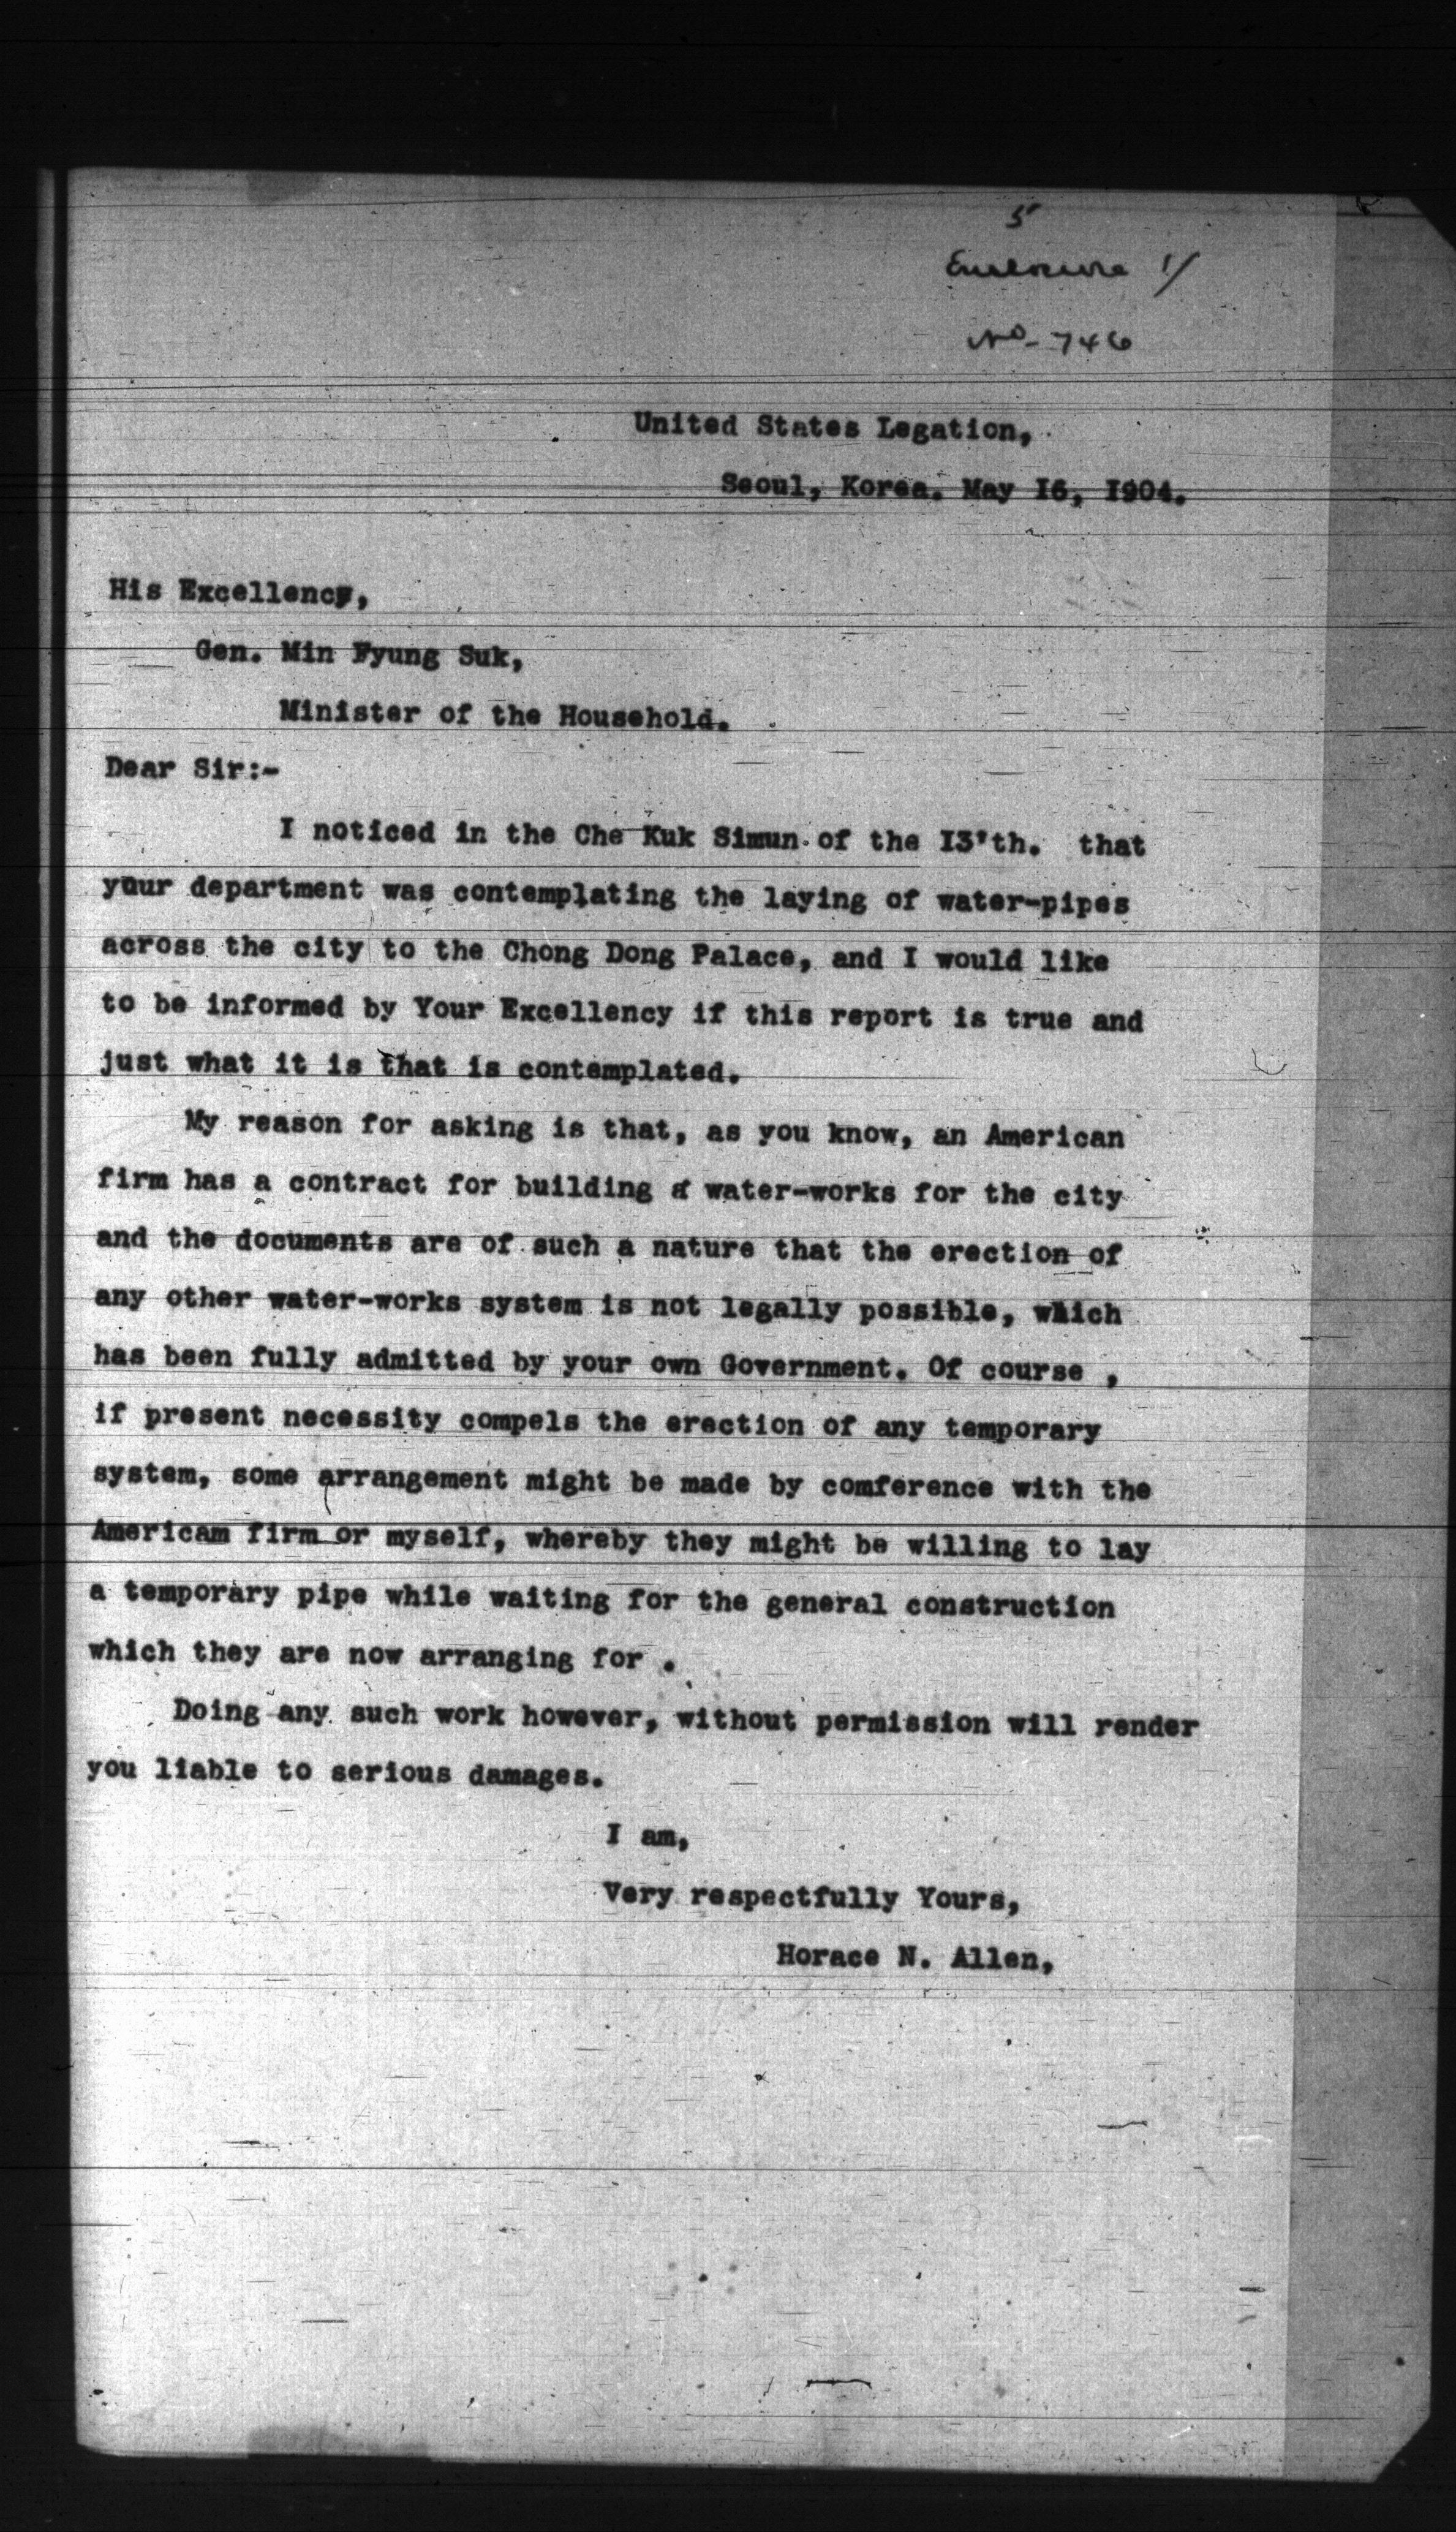 5
Enclosure 1/
No- 746
United States Legation,
Seoul, Korea. May I6, I904.
His Excellency,
Gen. Min Pyung Suk,
Minister of the Household.
Dear Sir:-
I noticed in the Che Kuk Simun of the I3'th. that
your department was contemplating the laying of water-pipes
across the city to the Chong Dong Palace, and I would like
to be informed by Your Excellency if this report is true and
just what it is that is contemplated.
My reason for asking is that, as you know, an American
firm has a contract for building a water-works for the city
and the documents are of such a nature that the erection of
any other water-works system is not legally possible, which
has been fully admitted by your own Government. Of course ,
if present necessity compels the erection of any temporary
system, some arrangement might be made by comference with the
Americam firm or myself, whereby they might be willing to lay
a temporary pipe while waiting for the general construction
which they are now arranging for .
Doing any such work however, without permission will render
you liable to serious damages.
I am,
Very respectfully Yours,
Horace N. Allen,